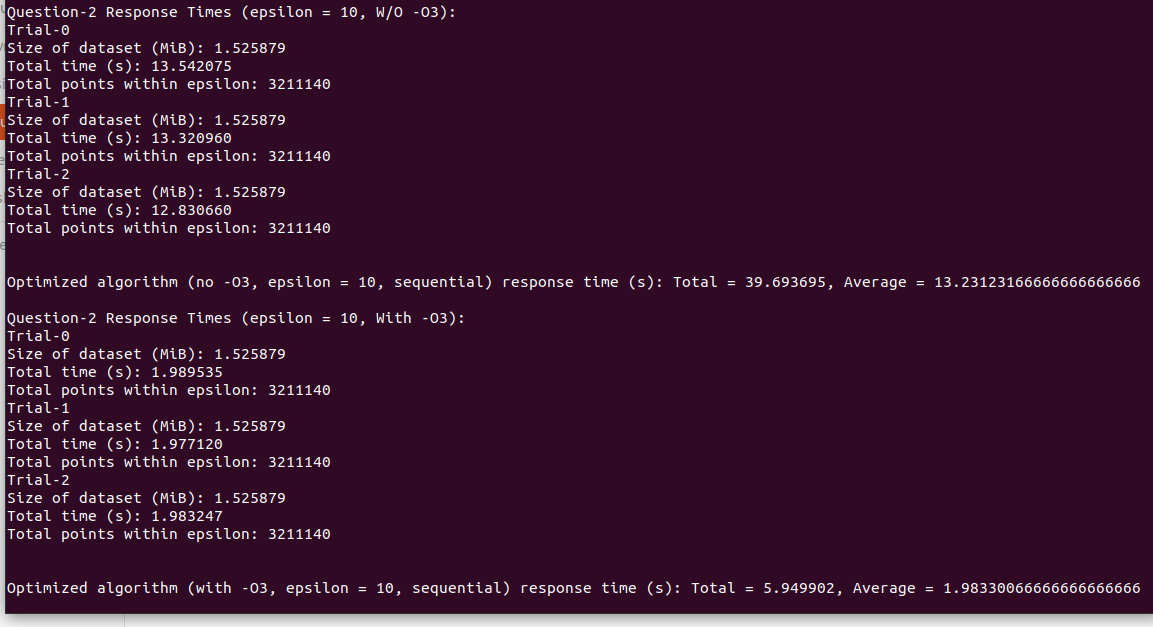 Question-2 Response Times (epsilon = 10, W/O -O3):
Trial-0
Size of dataset (MiB): 1.525879
Total time (s): 13.542075
Total points within epsilon: 3211140
Trial-1
Size of dataset (MiB): 1.525879
Total time (s): 13.320960
Total points within epsilon: 3211140
Trial-2
Size of dataset (MiB): 1.525879
Total time (s): 12.830660
Total points within epsilon: 3211140
Optimized algorithm (no -O3, epsilon = 10, sequential) response time (s): Total = 39.693695, Average = 13.23123166666666666666
Question-2 Response Times (epsilon = 10, With -O3):
Trial-0
Size of dataset (MiB): 1.525879
Total time (s): 1.989535
Total points within epsilon: 3211140
Trial-1
Size of dataset (MiB): 1.525879
Total time (s): 1.977120
Total points within epsilon: 3211140
Trial-2
Size of dataset (MiB): 1.525879
Total time (s): 1.983247
Total points within epsilon: 3211140
Optimized algorithm (with -O3, epsilon = 10, sequential) response time (s): Total = 5.949902, Average = 1.98330066666666666666